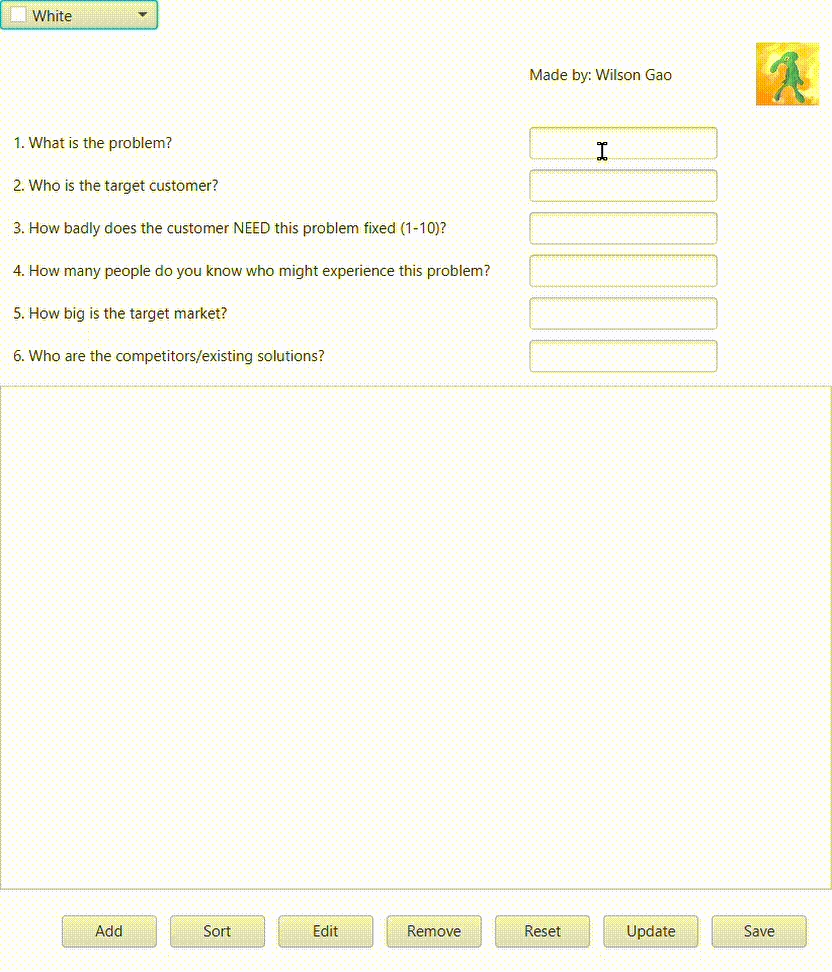 White
Made by: Wilson Gao
1. What is the problem?
2. Who is the target customer?
3. How badly does the customer NEED this problem fixed (1-10)?
4. How many people do you know who might experience this problem?
5. How big is the target market?
6. Who are the competitors/existing solutions?
Add Sort Edit Remove Reset Update Save